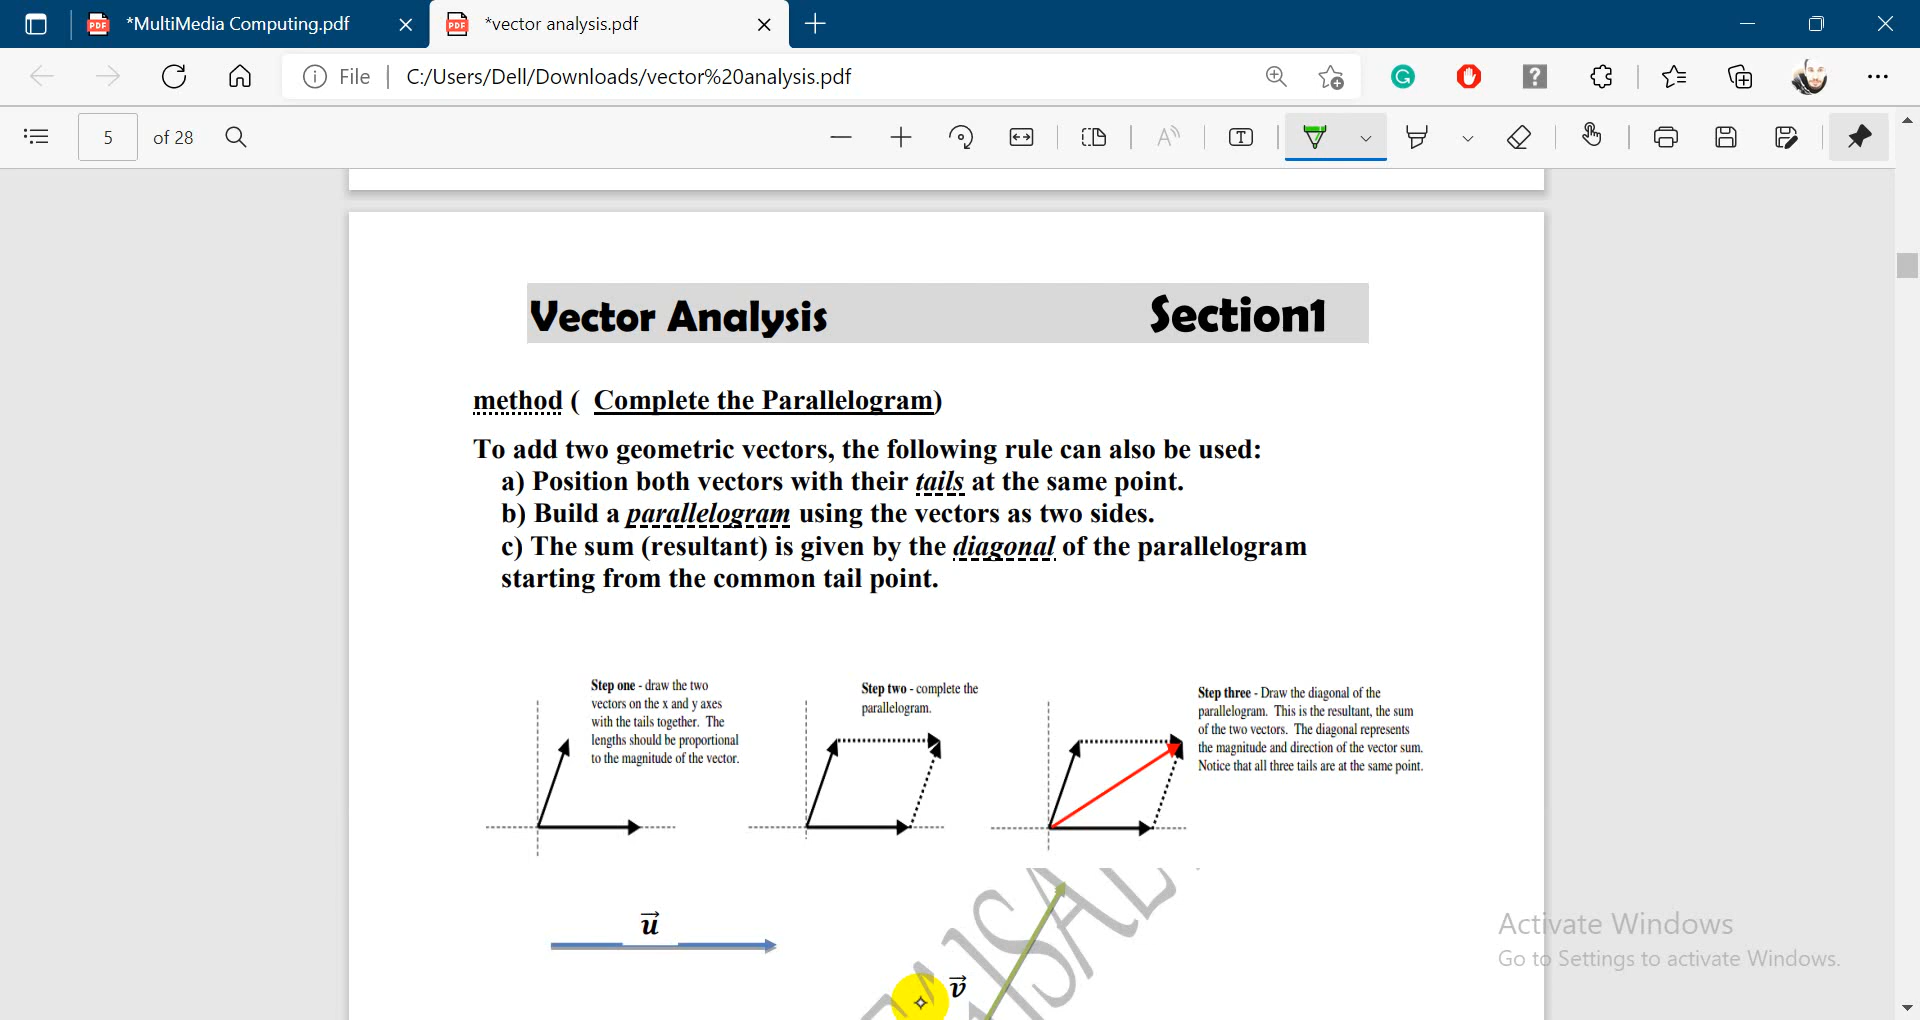 *MultiMedia Computing.pdf
*vector analysis.pdf
File
C:/Users/Dell/Downloads/vector%20analysis.pdf
5 of 28
Vector Analysis Section1
method ( Complete the Parallelogram)
To add two geometric vectors, the following rule can also be used:
a) Position both vectors with their tails at the same point.
b) Build a parallelogram using the vectors as two sides.
c) The sum (resultant) is given by the diagonal of the parallelogram
starting from the common tail point.
Step one - draw the two
vectors on the x and y axes
with the tails together. The
lengths should be proportional
to the magnitude of the vector.
Step two - complete the
parallelogram.
Step three - Draw the diagonal of the
parallelogram. This is the resultant, the sum
of the two vectors. The diagonal represents
the magnitude and direction of the vector sum.
Notice that all three tails are at the same point.
u⃗
v⃗
Activate Windows
Go to Settings to activate Windows.